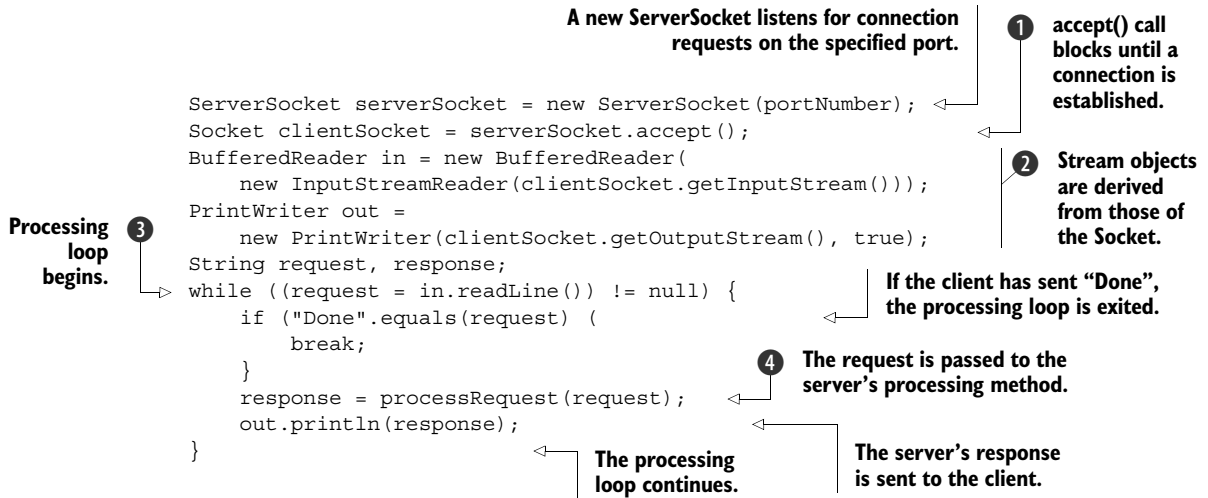 A new ServerSocket listens for connection
requests on the specified port.
1 accept() call
blocks until a
connection is
established.
ServerSocket serverSocket = new ServerSocket(portNumber);
Socket clientSocket = serverSocket.accept();
BufferedReader in = new BufferedReader(
new InputStreamReader(clientSocket.getInputStream()));
PrintWriter out =
new PrintWriter(clientSocket.getOutputStream(), true);
String request, response;
while ((request = in.readLine()) != null) {
if ("Done".equals(request) (
break;
}
response = processRequest(request);
out.println(response);
}
2 Stream objects
are derived
from those of
the Socket.
Processing 3
loop
begins.
If the client has sent “Done”,
the processing loop is exited.
4 The request is passed to the
server’s processing method.
The server’s response
is sent to the client.
The processing
loop continues.